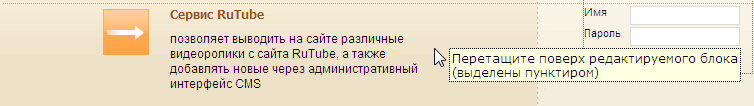 Сервис RuTube
позволяет выводить на сайте различные
видеоролики с сайта RuTube, а также
добавлять новые через административный
интерфейс CMS
Имя
Пароль
Перетащите поверх редактируемого блока
(выделены пунктиром)